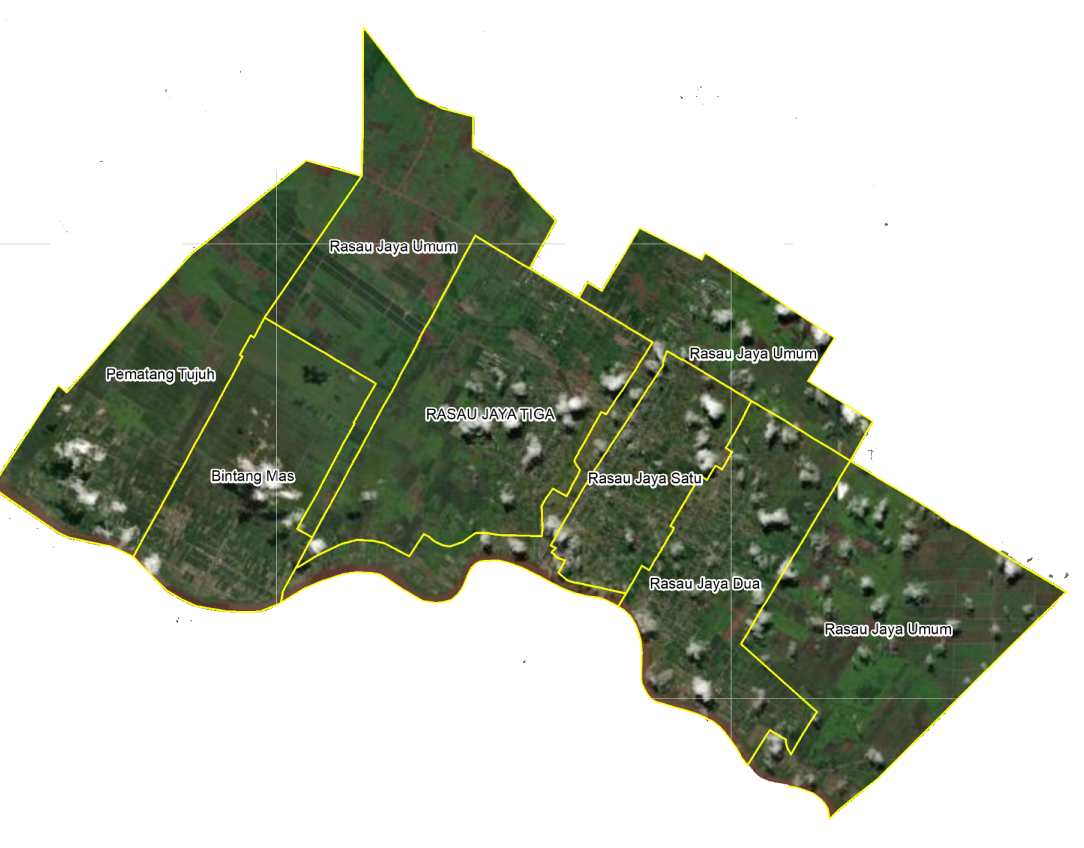 Rasau Jaya Umum
Rasau Jaya Umum
Pematang Tujuh
RASAU JAYA TIGA
Bintang Mas
Rasau Jaya Satu
Rasau Jaya Dua
Rasau Jaya Umum